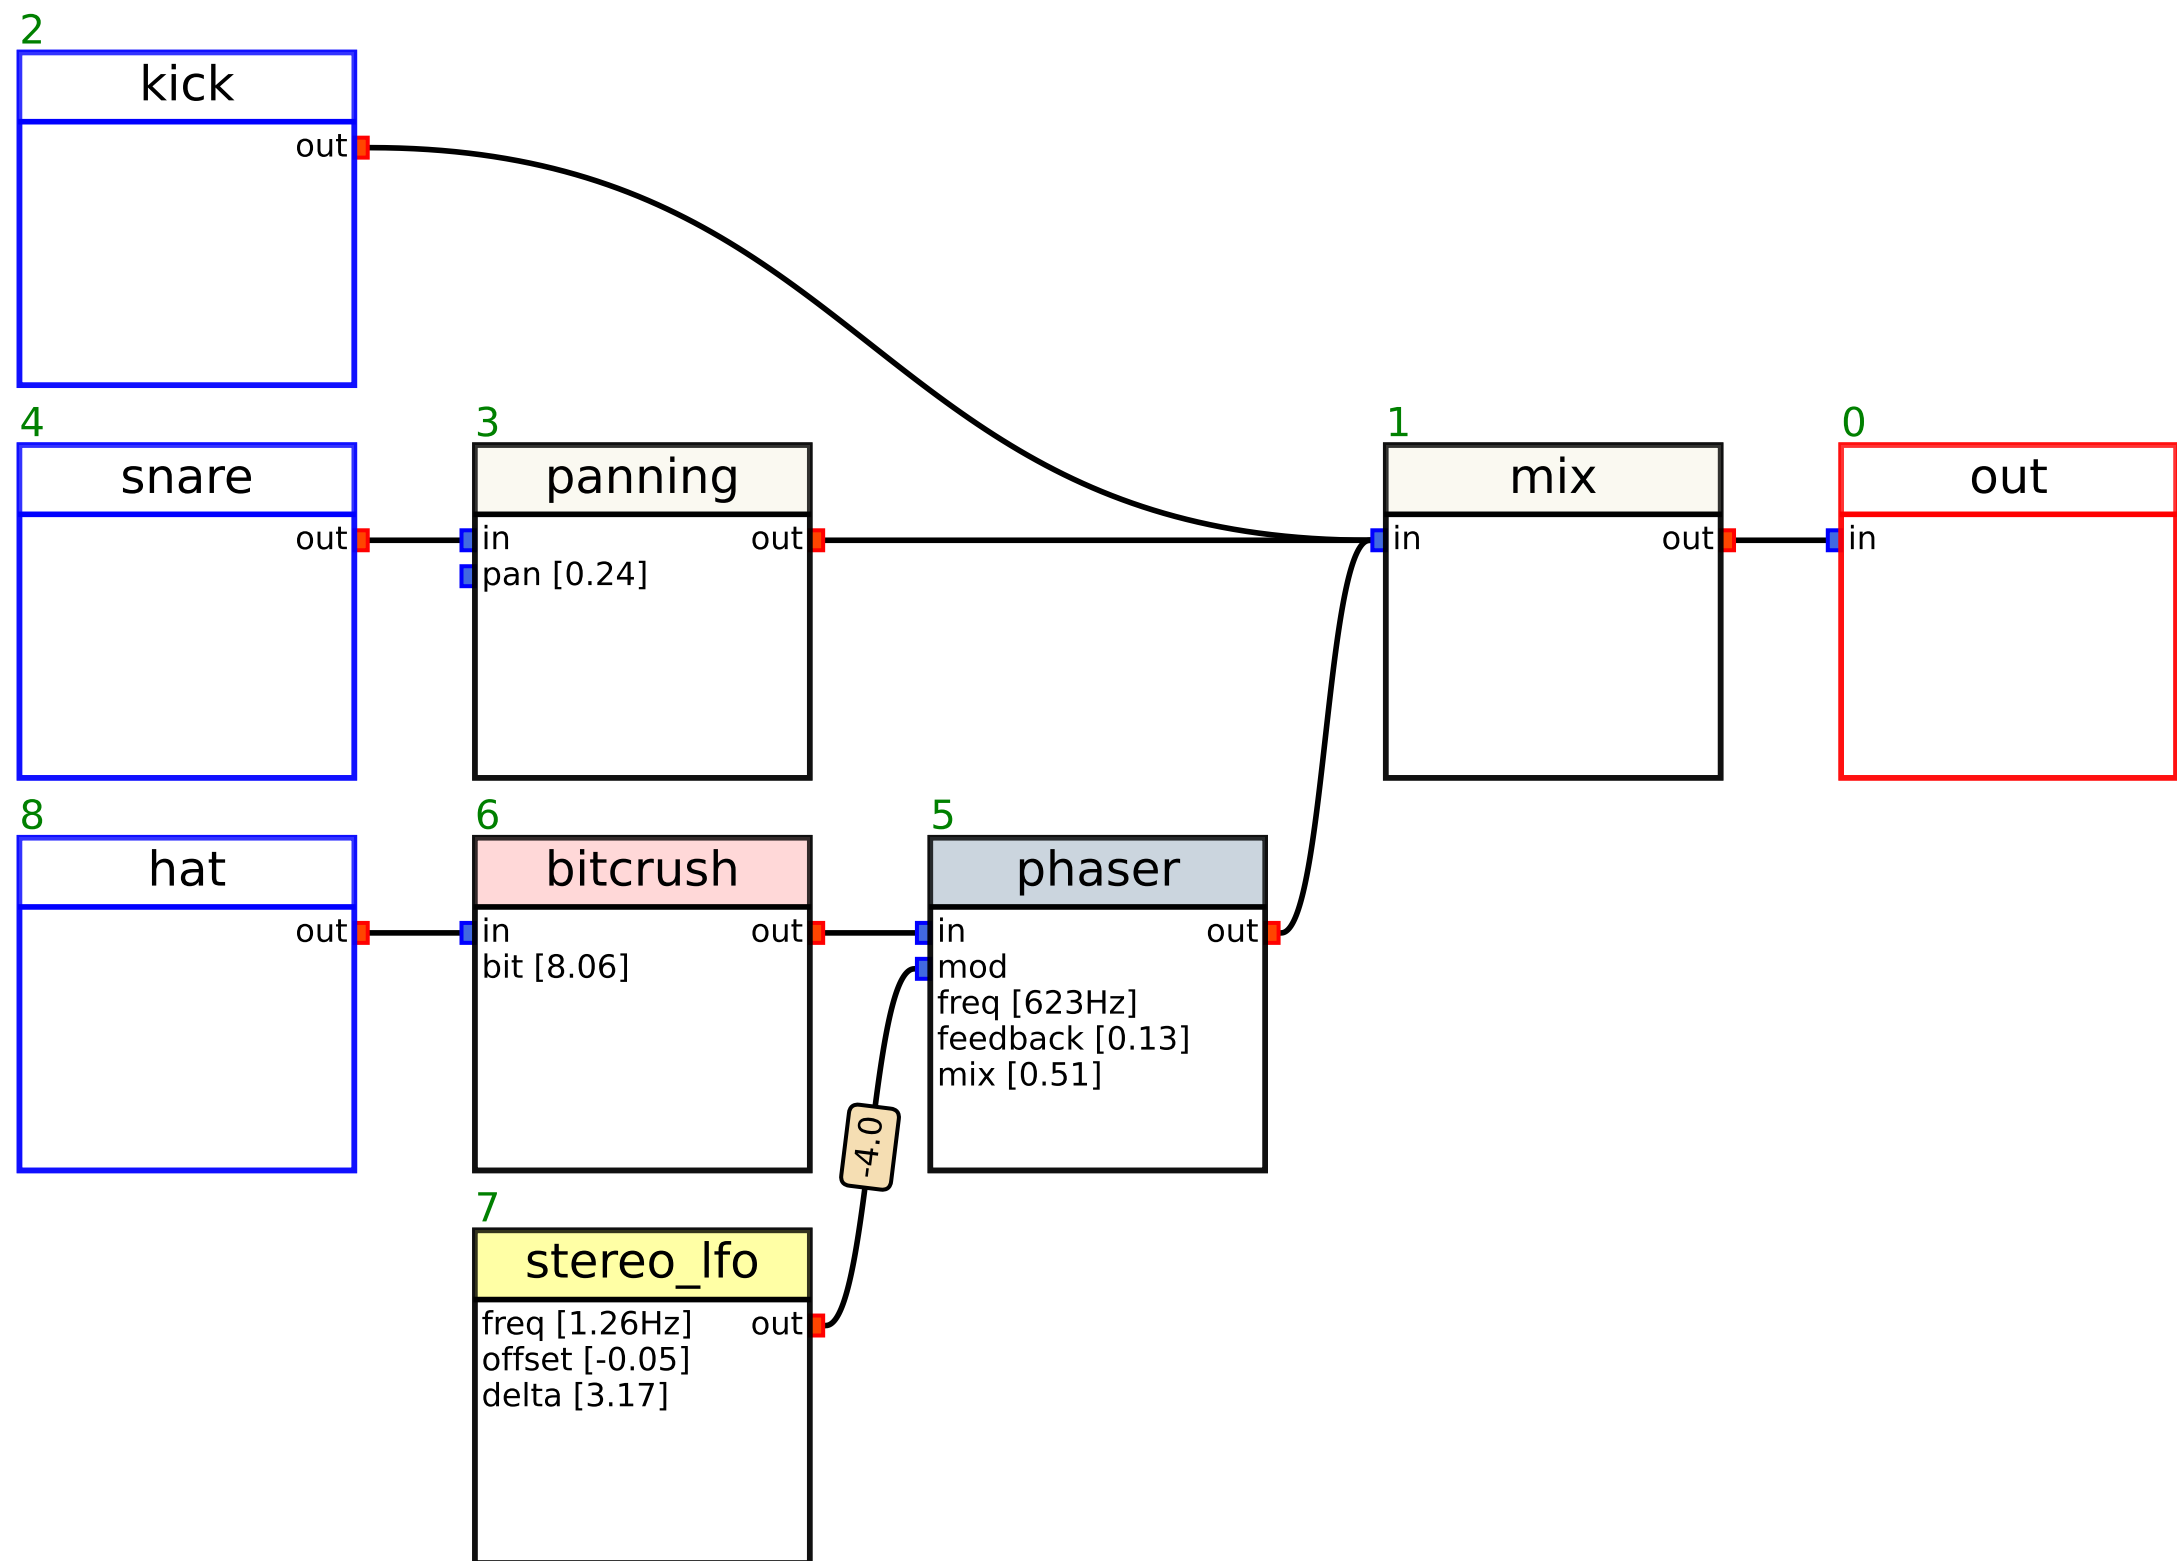 2
kick
out
4
snare
out
3
panning
in out
pan [0.24]
1
mix
in out
0
out
in
8
hat
out
6
bitcrush
in out
bit [8.06]
5
phaser
in out
mod
freq [623Hz]
feedback [0.13]
mix [0.51]
-4.0
7
stereo_lfo
freq [1.26Hz] out
offset [-0.05]
delta [3.17]